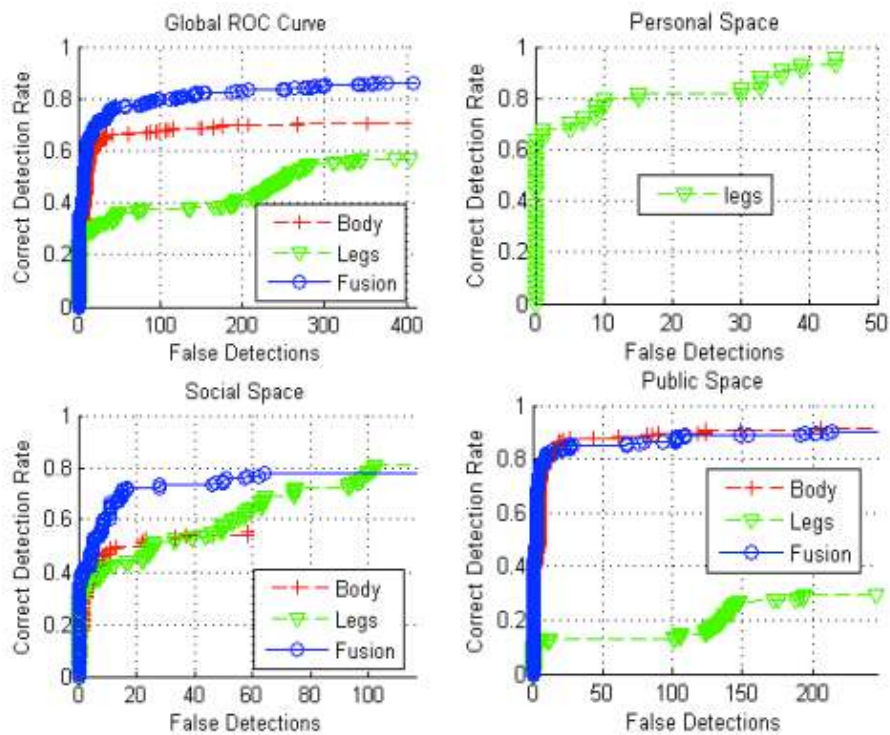 Global ROC Curve
Correct Detection Rate
1
0.8
0.6
0.4
0.2
0
0 100 200 300 400
False Detections
Body
Legs
Fusion
Personal Space
Correct Detection Rate
1
0.8
0.6
0.4
0.2
0
0 10 20 30 40 50
False Detections
legs
Social Space
Correct Detection Rate
1
0.8
0.6
0.4
0.2
0
0 20 40 60 80 100
False Detections
Body
Legs
Fusion
Public Space
Correct Detection Rate
1
0.8
0.6
0.4
0.2
0
0 50 100 150 200
False Detections
Body
Legs
Fusion